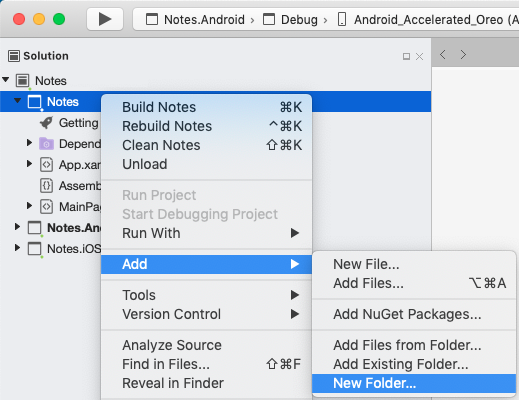 Notes.Android > Debug > Android_Accelerated_Oreo (A
Solution
Notes
Notes
Getting
Depend
App.xam
Assemb
MainPag
Notes.An
Notes.iOS
Build Notes ⌘K
Rebuild Notes ^⌘K
Clean Notes ⇧⌘K
Unload
Run Project
Start Debugging Project
Run With
Add
Tools
Version Control
Analyze Source
Find in Files... ⇧⌘F
Reveal in Finder
New File...
Add Files... ⌥⌘A
Add NuGet Packages...
Add Files from Folder...
Add Existing Folder...
New Folder...